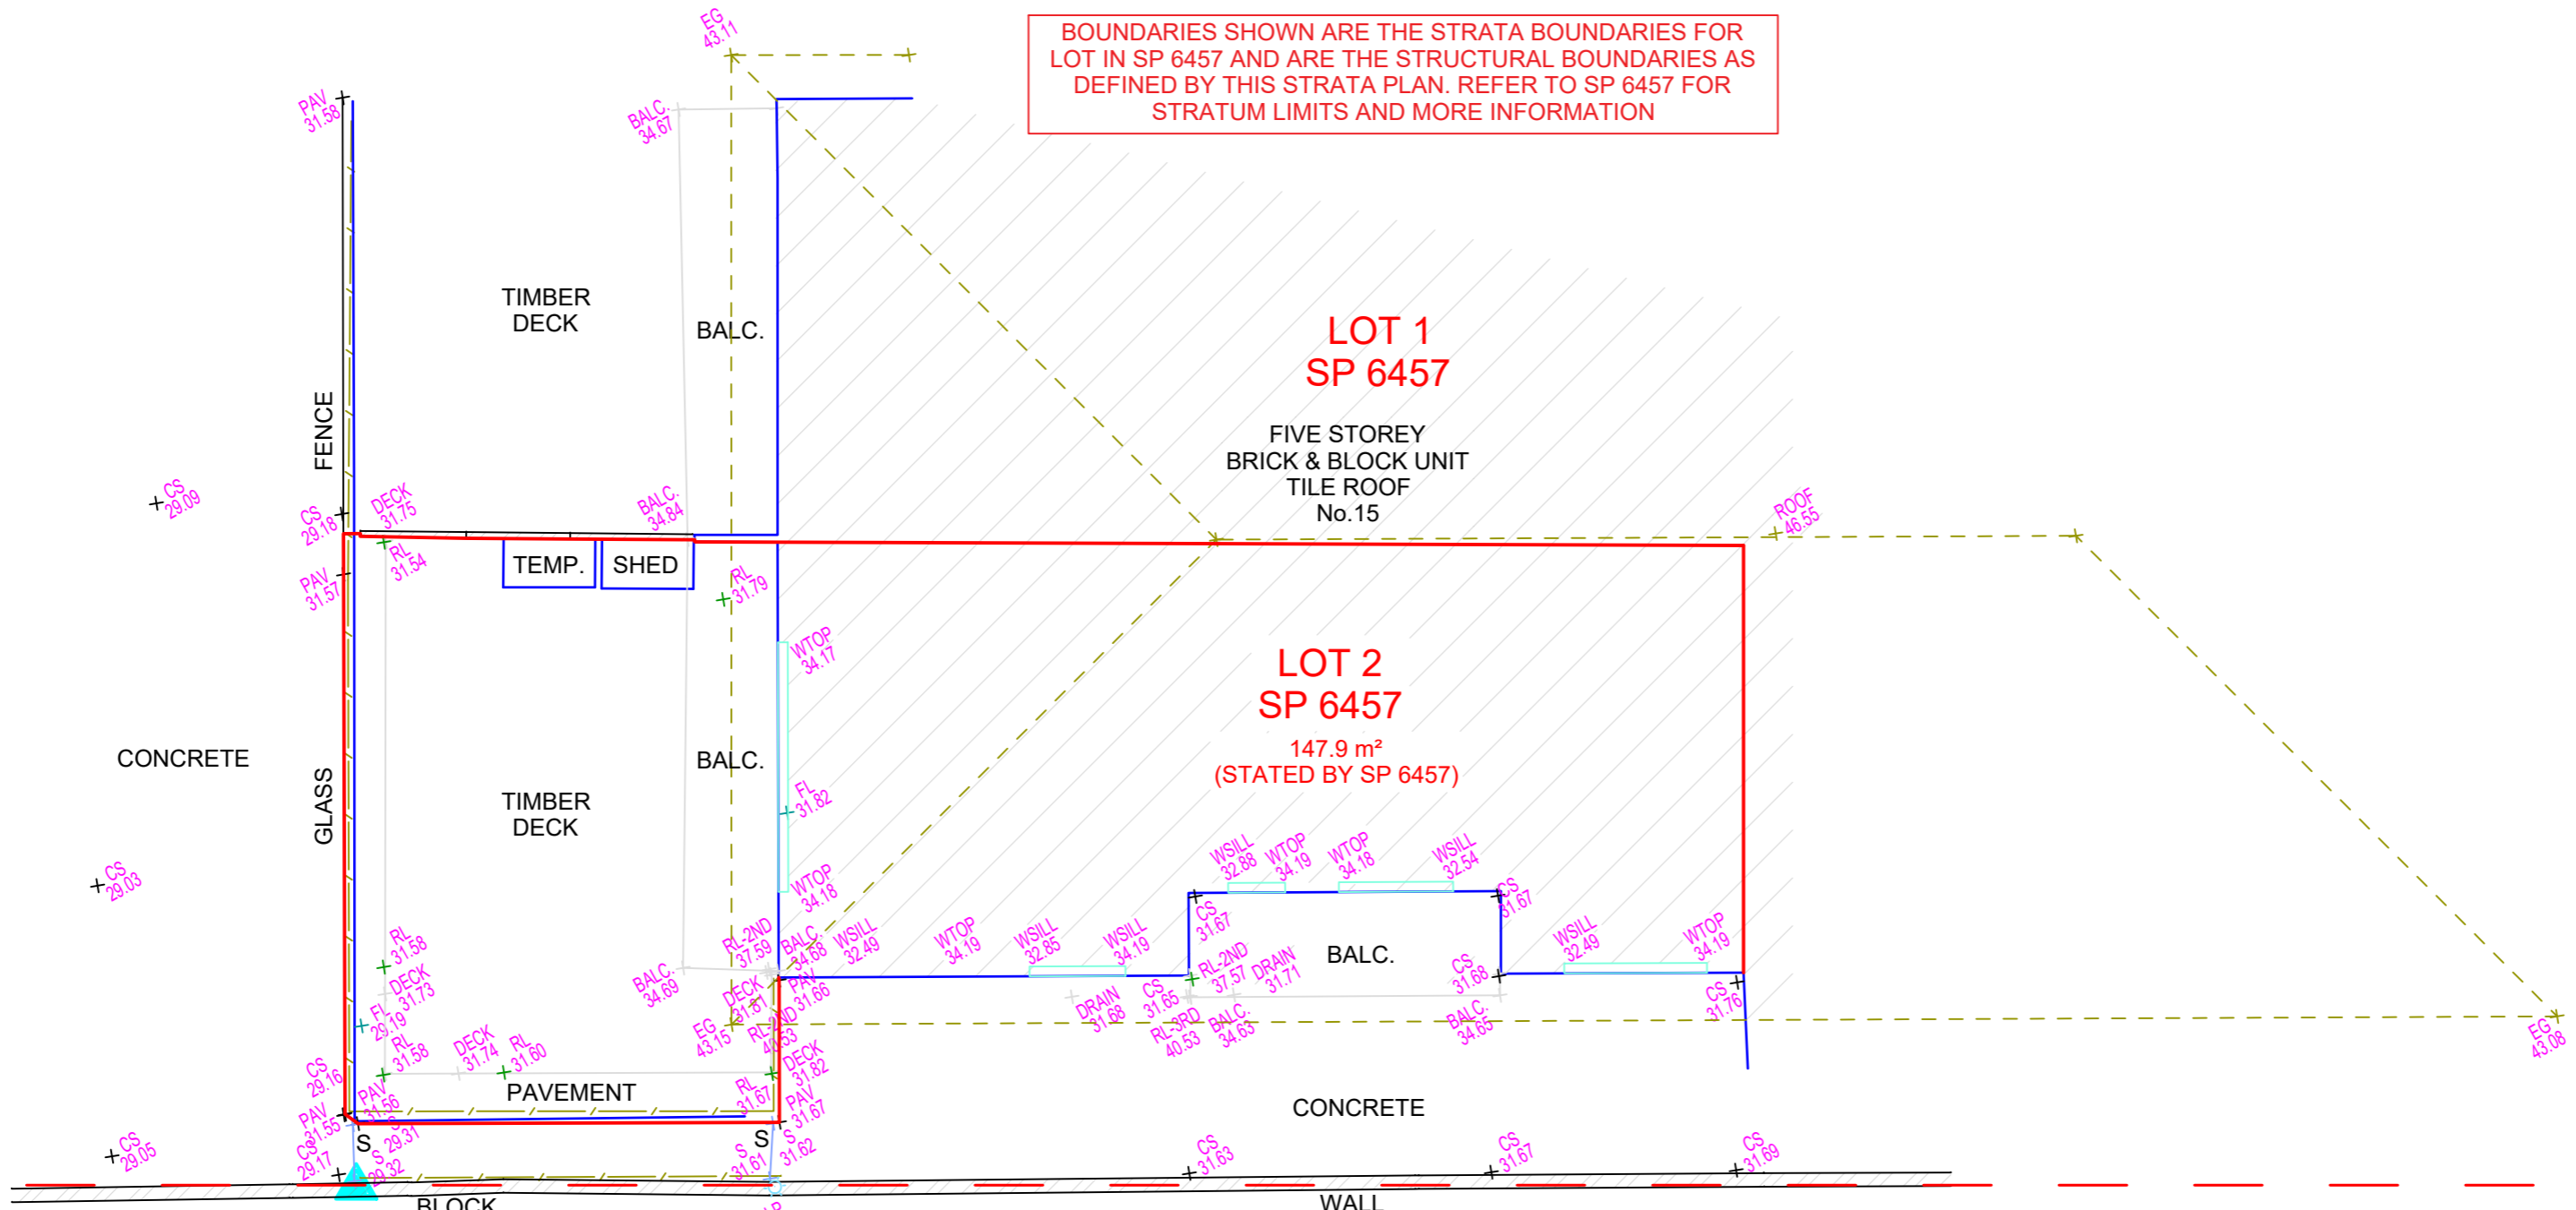 EG
43.11
BOUNDARIES SHOWN ARE THE STRATA BOUNDARIES FOR
LOT IN SP 6457 AND ARE THE STRUCTURAL BOUNDARIES AS
DEFINED BY THIS STRATA PLAN. REFER TO SP 6457 FOR
STRATUM LIMITS AND MORE INFORMATION
PAV
31.58
BALC.
34.67
TIMBER
DECK
BALC.
LOT 1
SP 6457
FIVE STOREY
BRICK & BLOCK UNIT
TILE ROOF
No.15
FENCE
CS
29.09
CS
29.18
DECK
31.75
BALC.
34.84
ROOF
46.55
RL
31.54
TEMP.
SHED
PAV
31.57
RL
31.79
WTOP
34.17
LOT 2
SP 6457
147.9 m²
(STATED BY SP 6457)
CONCRETE
GLASS
TIMBER
DECK
BALC.
FL
31.82
CS
29.03
WTOP
34.18
WSILL
32.88
WTOP
34.19
WTOP
34.18
WSILL
32.54
CS
31.67
CS
31.67
RL
31.58
DECK
31.73
BALC.
34.69
RL-2ND
37.59
BALC.
34.68
WSILL
32.49
WTOP
34.19
WSILL
32.85
WSILL
34.19
BALC.
WSILL
32.49
WTOP
34.19
FL
29.19
DECK
31.81
PAV
31.66
EG
43.15
RL-2ND
40.53
DRAIN
31.68
CS
31.65
RL-2ND
37.57
DRAIN
31.71
RL-3RD
40.53
BALC.
34.63
CS
31.68
BALC.
34.65
CS
31.76
EG
43.08
RL
31.58
DECK
31.74
RL
31.60
DECK
31.82
RL
31.67
PAVEMENT
CS
29.16
PAV
31.56
PAV
31.55
PAV
31.67
CONCRETE
S
29.31
S
S
S
31.62
CS
29.05
CS
29.17
S
29.32
S
31.61
CS
31.63
CS
31.67
CS
31.69
BLOCK
WALL